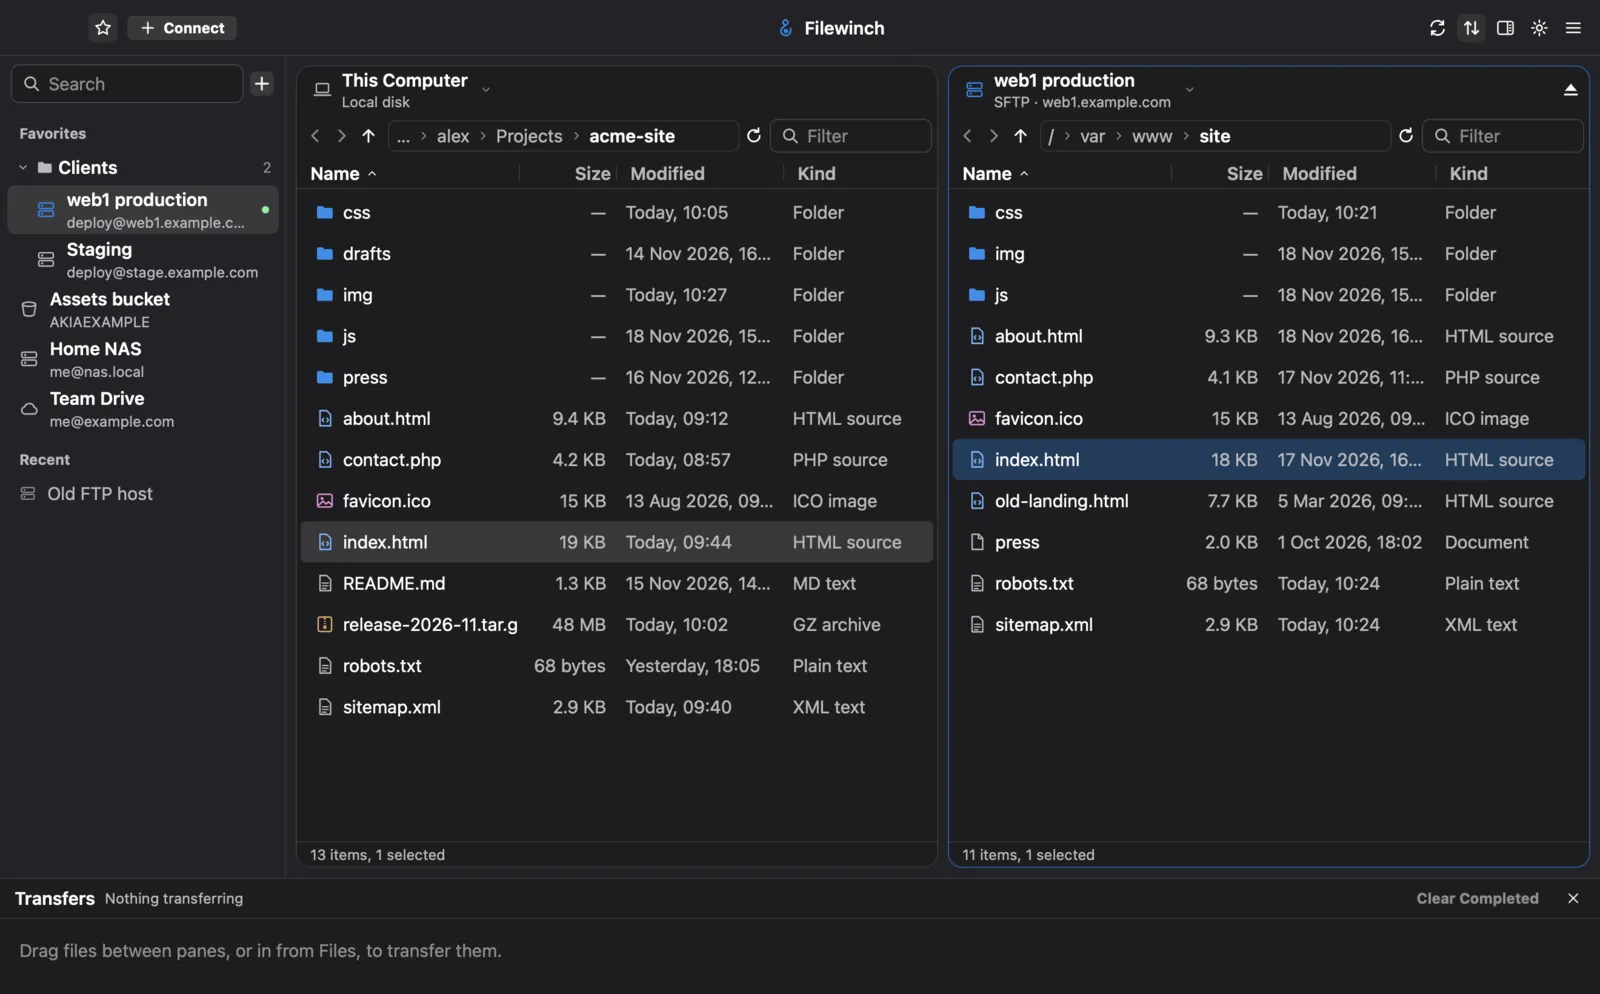 Connect
Filewinch
Search
Favorites
Clients 2
web1 production
deploy@web1.example.c...
Staging
deploy@stage.example.com
Assets bucket
AKIAEXAMPLE
Home NAS
me@nas.local
Team Drive
me@example.com
Recent
Old FTP host
This Computer
Local disk
... › alex › Projects › acme-site
Filter
Name Size Modified Kind
css — Today, 10:05 Folder
drafts — 14 Nov 2026, 16... Folder
img — Today, 10:27 Folder
js — 18 Nov 2026, 15... Folder
press — 16 Nov 2026, 12... Folder
about.html 9.4 KB Today, 09:12 HTML source
contact.php 4.2 KB Today, 08:57 PHP source
favicon.ico 15 KB 13 Aug 2026, 09... ICO image
index.html 19 KB Today, 09:44 HTML source
README.md 1.3 KB 15 Nov 2026, 14... MD text
release-2026-11.tar.g 48 MB Today, 10:02 GZ archive
robots.txt 68 bytes Yesterday, 18:05 Plain text
sitemap.xml 2.9 KB Today, 09:40 XML text
13 items, 1 selected
web1 production
SFTP · web1.example.com
/ › var › www › site
Filter
Name Size Modified Kind
css — Today, 10:21 Folder
img — 18 Nov 2026, 15... Folder
js — 18 Nov 2026, 15... Folder
about.html 9.3 KB 18 Nov 2026, 16... HTML source
contact.php 4.1 KB 17 Nov 2026, 11:... PHP source
favicon.ico 15 KB 13 Aug 2026, 09... ICO image
index.html 18 KB 17 Nov 2026, 16... HTML source
old-landing.html 7.7 KB 5 Mar 2026, 09:... HTML source
press 2.0 KB 1 Oct 2026, 18:02 Document
robots.txt 68 bytes Today, 10:24 Plain text
sitemap.xml 2.9 KB Today, 10:24 XML text
11 items, 1 selected
Transfers Nothing transferring
Clear Completed
Drag files between panes, or in from Files, to transfer them.